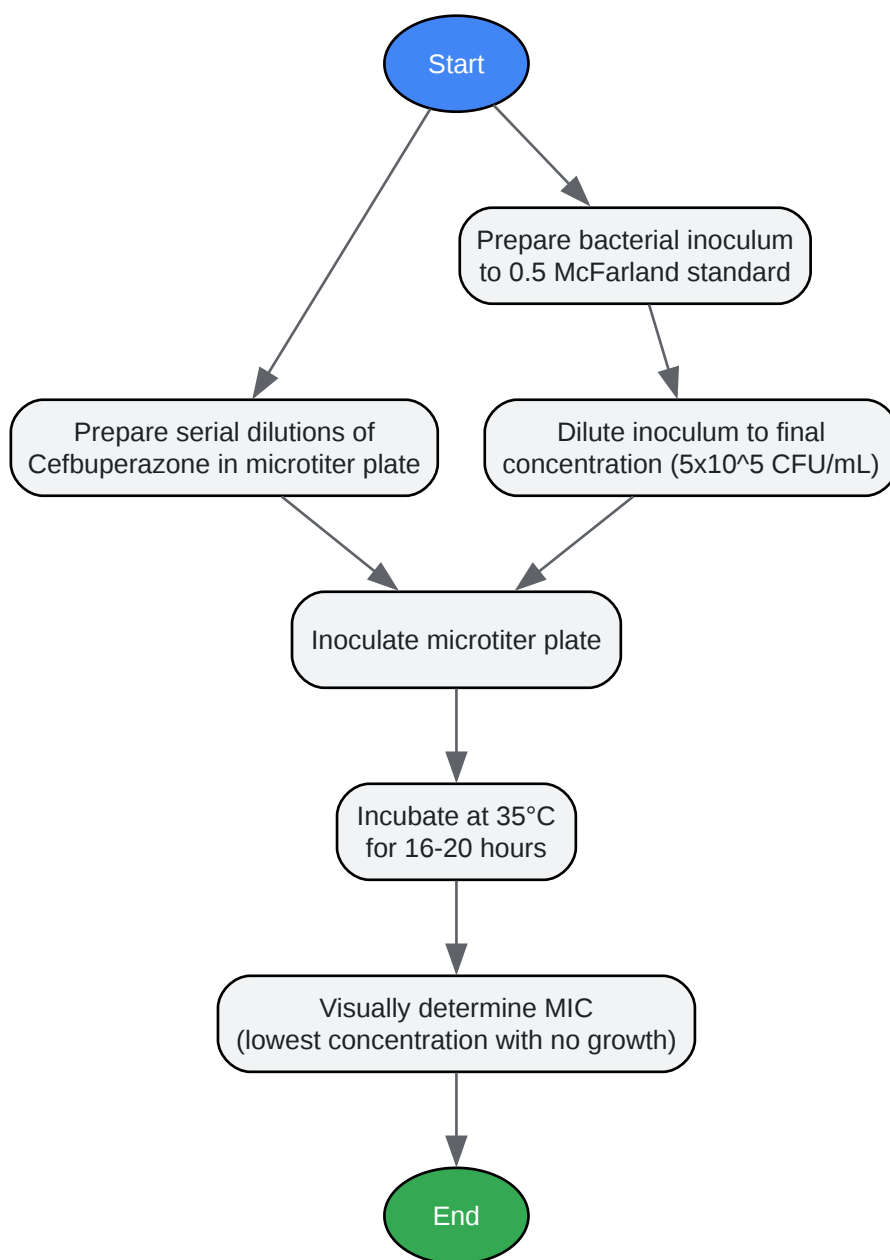 Start
Prepare bacterial inoculum
to 0.5 McFarland standard
Prepare serial dilutions of
Cefbuperazone in microtiter plate
Dilute inoculum to final
concentration (5x10^5 CFU/mL)
Inoculate microtiter plate
Incubate at 35°C
for 16-20 hours
Visually determine MIC
(lowest concentration with no growth)
End